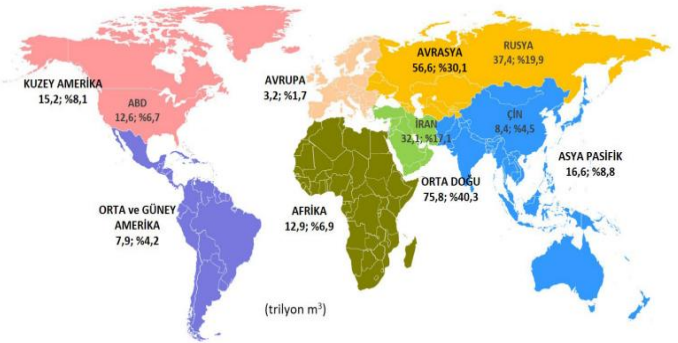 KUZEY AMERİKA
15,2; %8,1
ABD
12,6; %6,7
ORTA ve GÜNEY
AMERİKA
7,9; %4,2
AVRUPA
3,2; %1,7
AVRASYA
56,6; %30,1
RUSYA
37,4; %19,9
İRAN
32,1; %17,1
ÇİN
8,4; %4,5
ASYA PASİFİK
16,6; %8,8
ORTA DOĞU
75,8; %40,3
AFRİKA
12,9; %6,9
(trilyon m³)